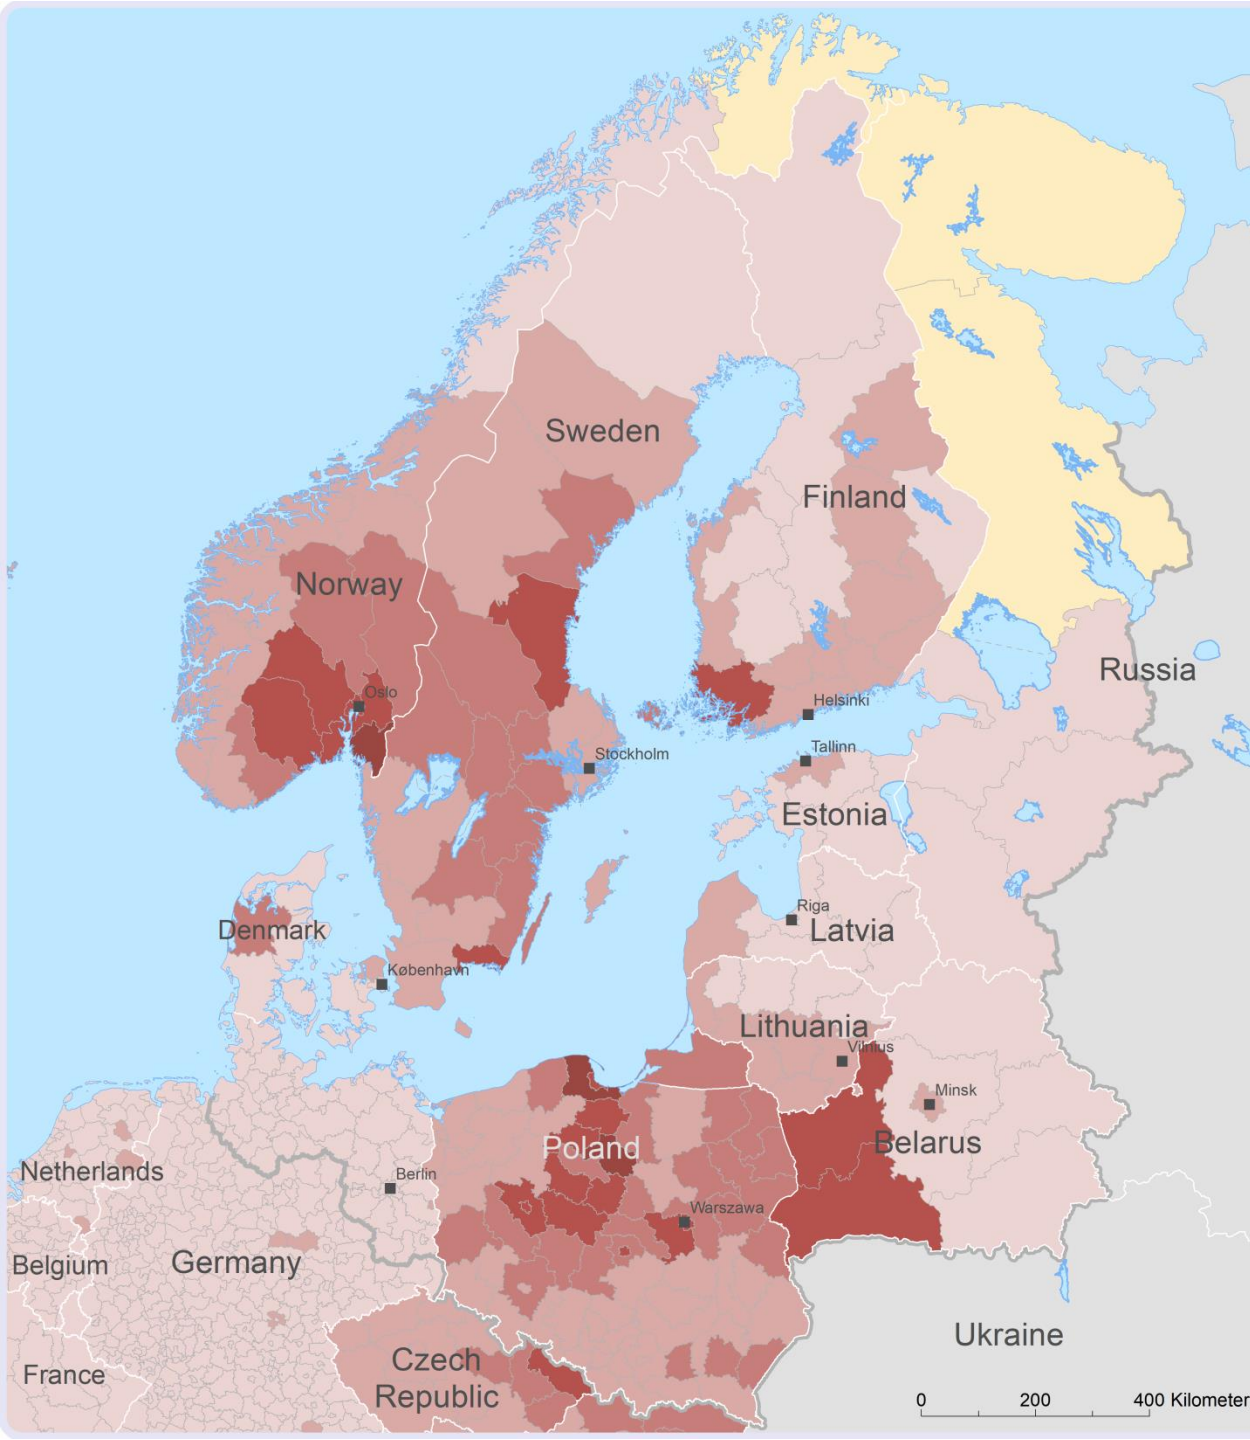 Sweden
Finland
Norway
Russia
Oslo
Helsinki
Stockholm
Tallinn
Estonia
Riga
Denmark
Latvia
København
Lithuania
Vilnius
Minsk
Poland
Belarus
Netherlands
Berlin
Warszawa
Belgium
Germany
Ukraine
Czech
Republic
France
0 200 400 Kilometer